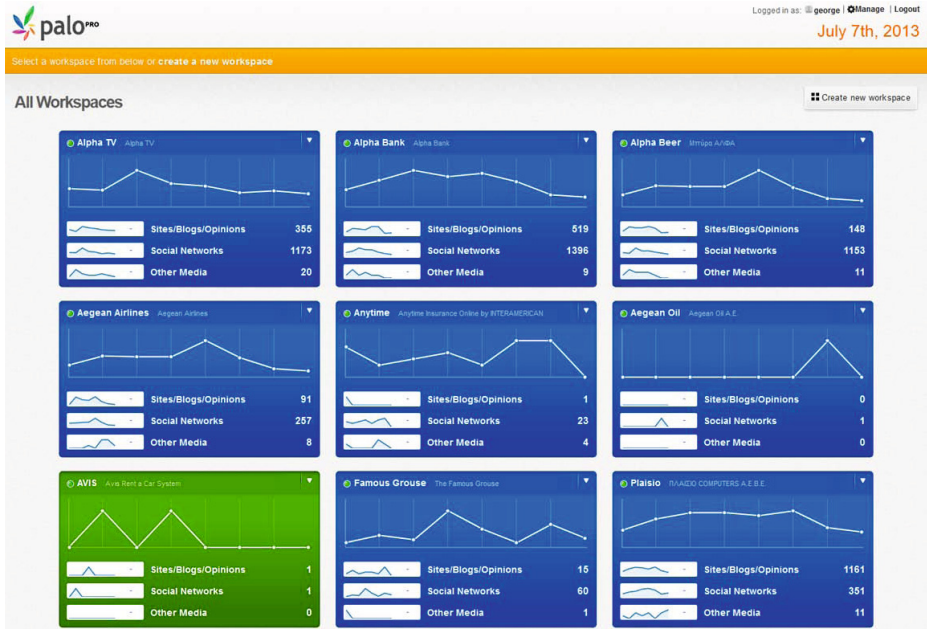 Logged in as: george | Manage | Logout
palo PRO
July 7th, 2013
Select a workspace from below or create a new workspace
All Workspaces
Create new workspace
Alpha TV Alpha TV
Sites/Blogs/Opinions 355
Social Networks 1173
Other Media 20
Alpha Bank Alpha Bank
Sites/Blogs/Opinions 519
Social Networks 1396
Other Media 9
Alpha Beer Μπύρα ΑΛΦΑ
Sites/Blogs/Opinions 148
Social Networks 1153
Other Media 11
Aegean Airlines Aegean Airlines
Sites/Blogs/Opinions 91
Social Networks 257
Other Media 8
Anytime Anytime Insurance Online by INTERAMERICAN
Sites/Blogs/Opinions 1
Social Networks 23
Other Media 4
Aegean Oil Aegean Oil A.E.
Sites/Blogs/Opinions 0
Social Networks 1
Other Media 0
AVIS Avis Rent a Car System
Sites/Blogs/Opinions 1
Social Networks 1
Other Media 0
Famous Grouse The Famous Grouse
Sites/Blogs/Opinions 15
Social Networks 60
Other Media 1
Plaisio ΠΛΑΙΣΙΟ COMPUTERS A.E.B.E.
Sites/Blogs/Opinions 1161
Social Networks 351
Other Media 11